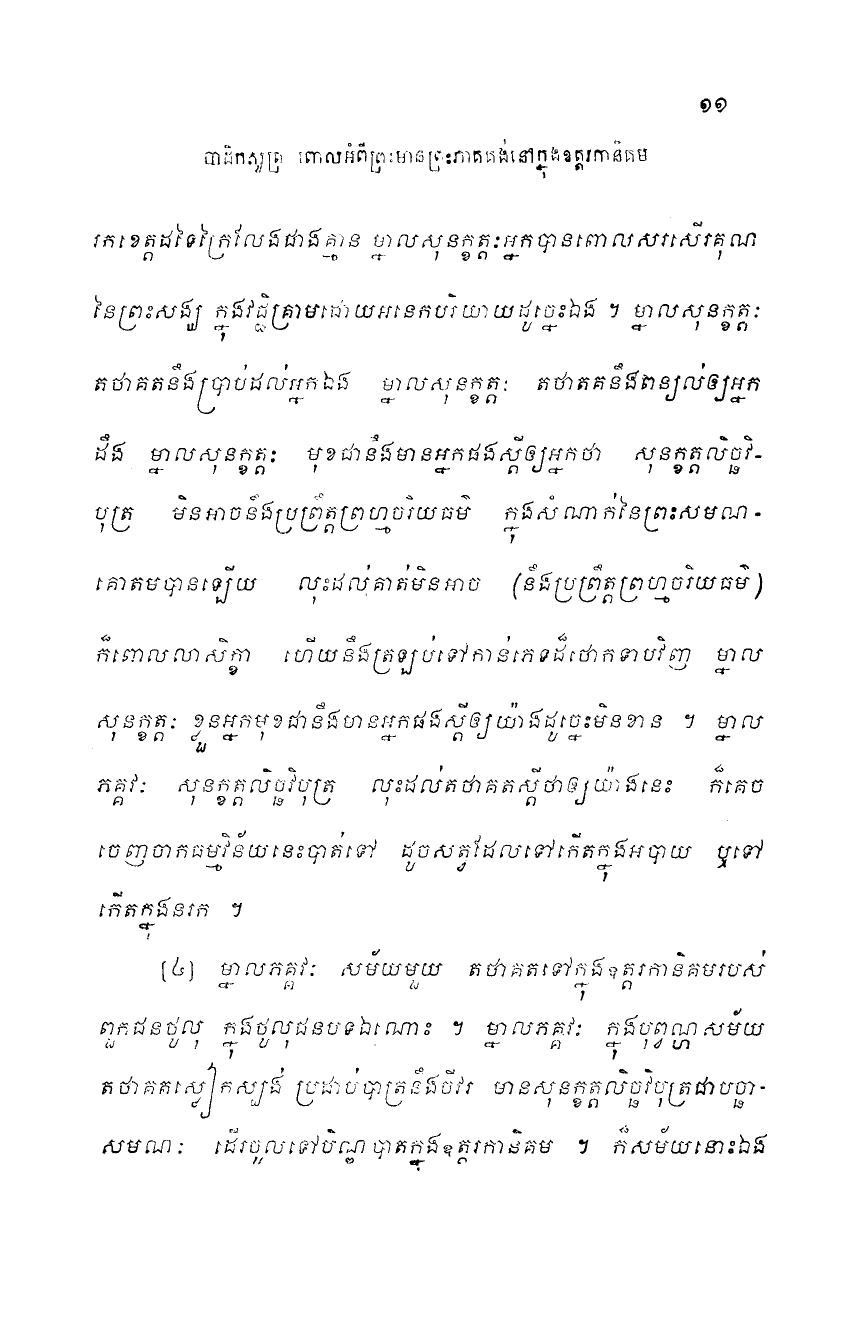 ១១
បាដិកសូត្រ ពោលអំពីព្រះមានព្រះភាគគង់នៅក្នុងឧត្តរកានិគម
រកខេត្តដទៃក្រៃលែងជាងគ្មាន ម្នាលសុនក្ខត្តៈអ្នកបានពោលសរសើរគុណ
នៃព្រះសង្ឃ ក្នុងវជ្ជិគ្រាមដោយអនេកបរិយាយដូច្នេះឯង ។ ម្នាលសុនក្ខត្តៈ
តថាគតនឹងប្រាប់ដល់អ្នកឯង ម្នាលសុនក្ខត្តៈ តថាតគនឹងពន្យល់ឲ្យអ្នក
ដឹង ម្នាលសុនក្ខត្តៈ មុខជានឹងមានអ្នកផងស្តីឲ្យអ្នកថា សុនក្ខត្តលិច្ឆវិ-
បុត្រ មិនអាចនឹងប្រព្រឹត្តព្រហ្មចរិយធម៌ ក្នុងសំណាក់នៃព្រះសមណ-
គោតមបានឡើយ លុះដល់គាត់មិនអាច (នឹងប្រព្រឹត្តព្រហ្មចរិយធម៌)
ក៏ពោលលាសិក្ខា ហើយនឹងត្រឡប់ទៅកាន់ភេទដ៏ថោកទាបវិញ ម្នាល
សុនក្ខត្តៈ ខ្លួនអ្នកមុខជានឹងមានអ្នកផងស្តីឲ្យយ៉ាងដូច្នេះមិនខាន ។ ម្នាល
ភគ្គវៈ សុនក្ខត្តលិច្ឆវិបុត្រ លុះដល់តថាគតស្តីថាឲ្យយ៉ាងនេះ ក៏គេច
ចេញចាកធម្មវិន័យនេះបាត់ទៅ ដូចសត្វដែលទៅកើតក្នុងអបាយ ឬទៅ
កើតក្នុងនរក ។
(៤) ម្នាលភគ្គវៈ សម័យមួយ តថាគតទៅក្នុងឧត្តរកានិគមរបស់
ពួកជនថូលុ ក្នុងថូលុជនបទឯណោះ ។ ម្នាលភគ្គវៈ ក្នុងបុព្វណ្ហសម័យ
តថាគតស្លៀកស្បង់ ប្រដាប់បាត្រនឹងចីវរ មានសុនក្ខត្តលិច្ឆវិបុត្រជាបច្ឆា-
សមណៈ ដើរចូលទៅបិណ្ឌបាតក្នុងឧត្តរកានិគម ។ ក៏សម័យនោះឯង